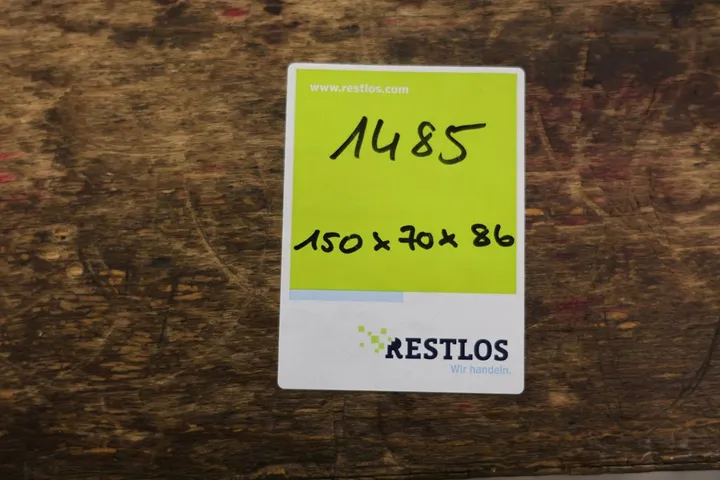 www.restlos.com
1485
150 x 70 x 86
RESTLOS
Wir handeln.